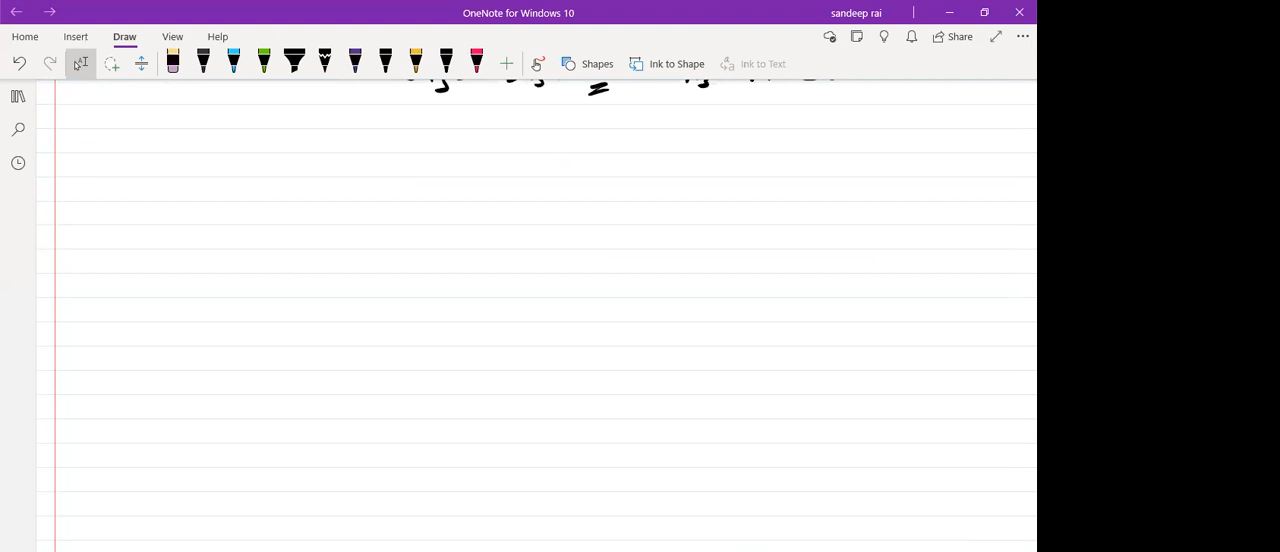 OneNote for Windows 10
sandeep rai
Home Insert Draw View Help
Share
Shapes Ink to Shape Ink to Text